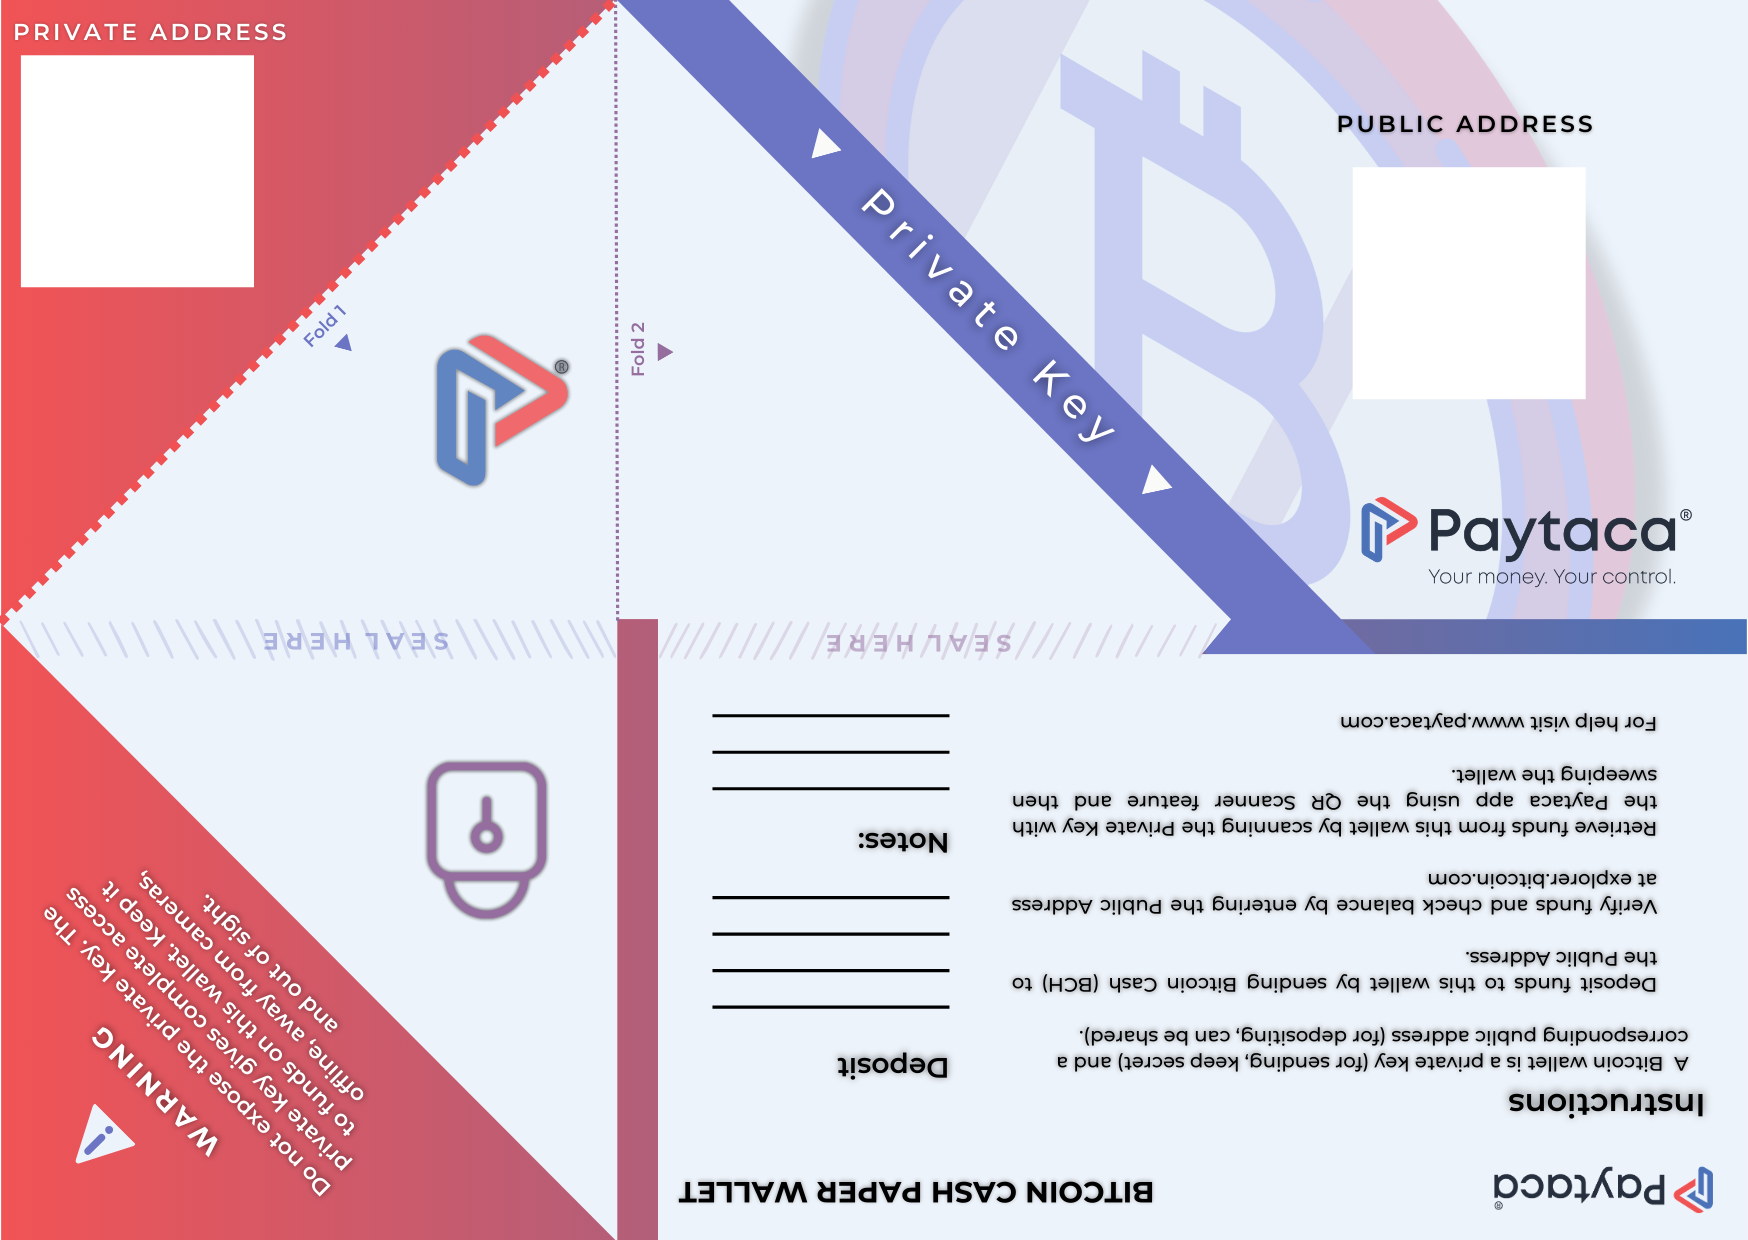 PRIVATE ADDRESS
PUBLIC ADDRESS
Private Key
Fold 1
Fold 2
®
Paytaca®
Your money. Your control.
SEAL HERE
SEAL HERE
WARNING
Do not expose the private key. The
private key gives complete access
to funds on this wallet. Keep it
offline, away from cameras,
and out of sight.
Paytaca®
BITCOIN CASH PAPER WALLET
Instructions
A Bitcoin wallet is a private key (for sending, keep secret) and a
corresponding public address (for depositing, can be shared).
Deposit funds to this wallet by sending Bitcoin Cash (BCH) to
the Public Address.
Verify funds and check balance by entering the Public Address
at explorer.bitcoin.com
Retrieve funds from this wallet by scanning the Private Key with
the Paytaca app using the QR Scanner feature and then
sweeping the wallet.
For help visit www.paytaca.com
Deposit
Notes: